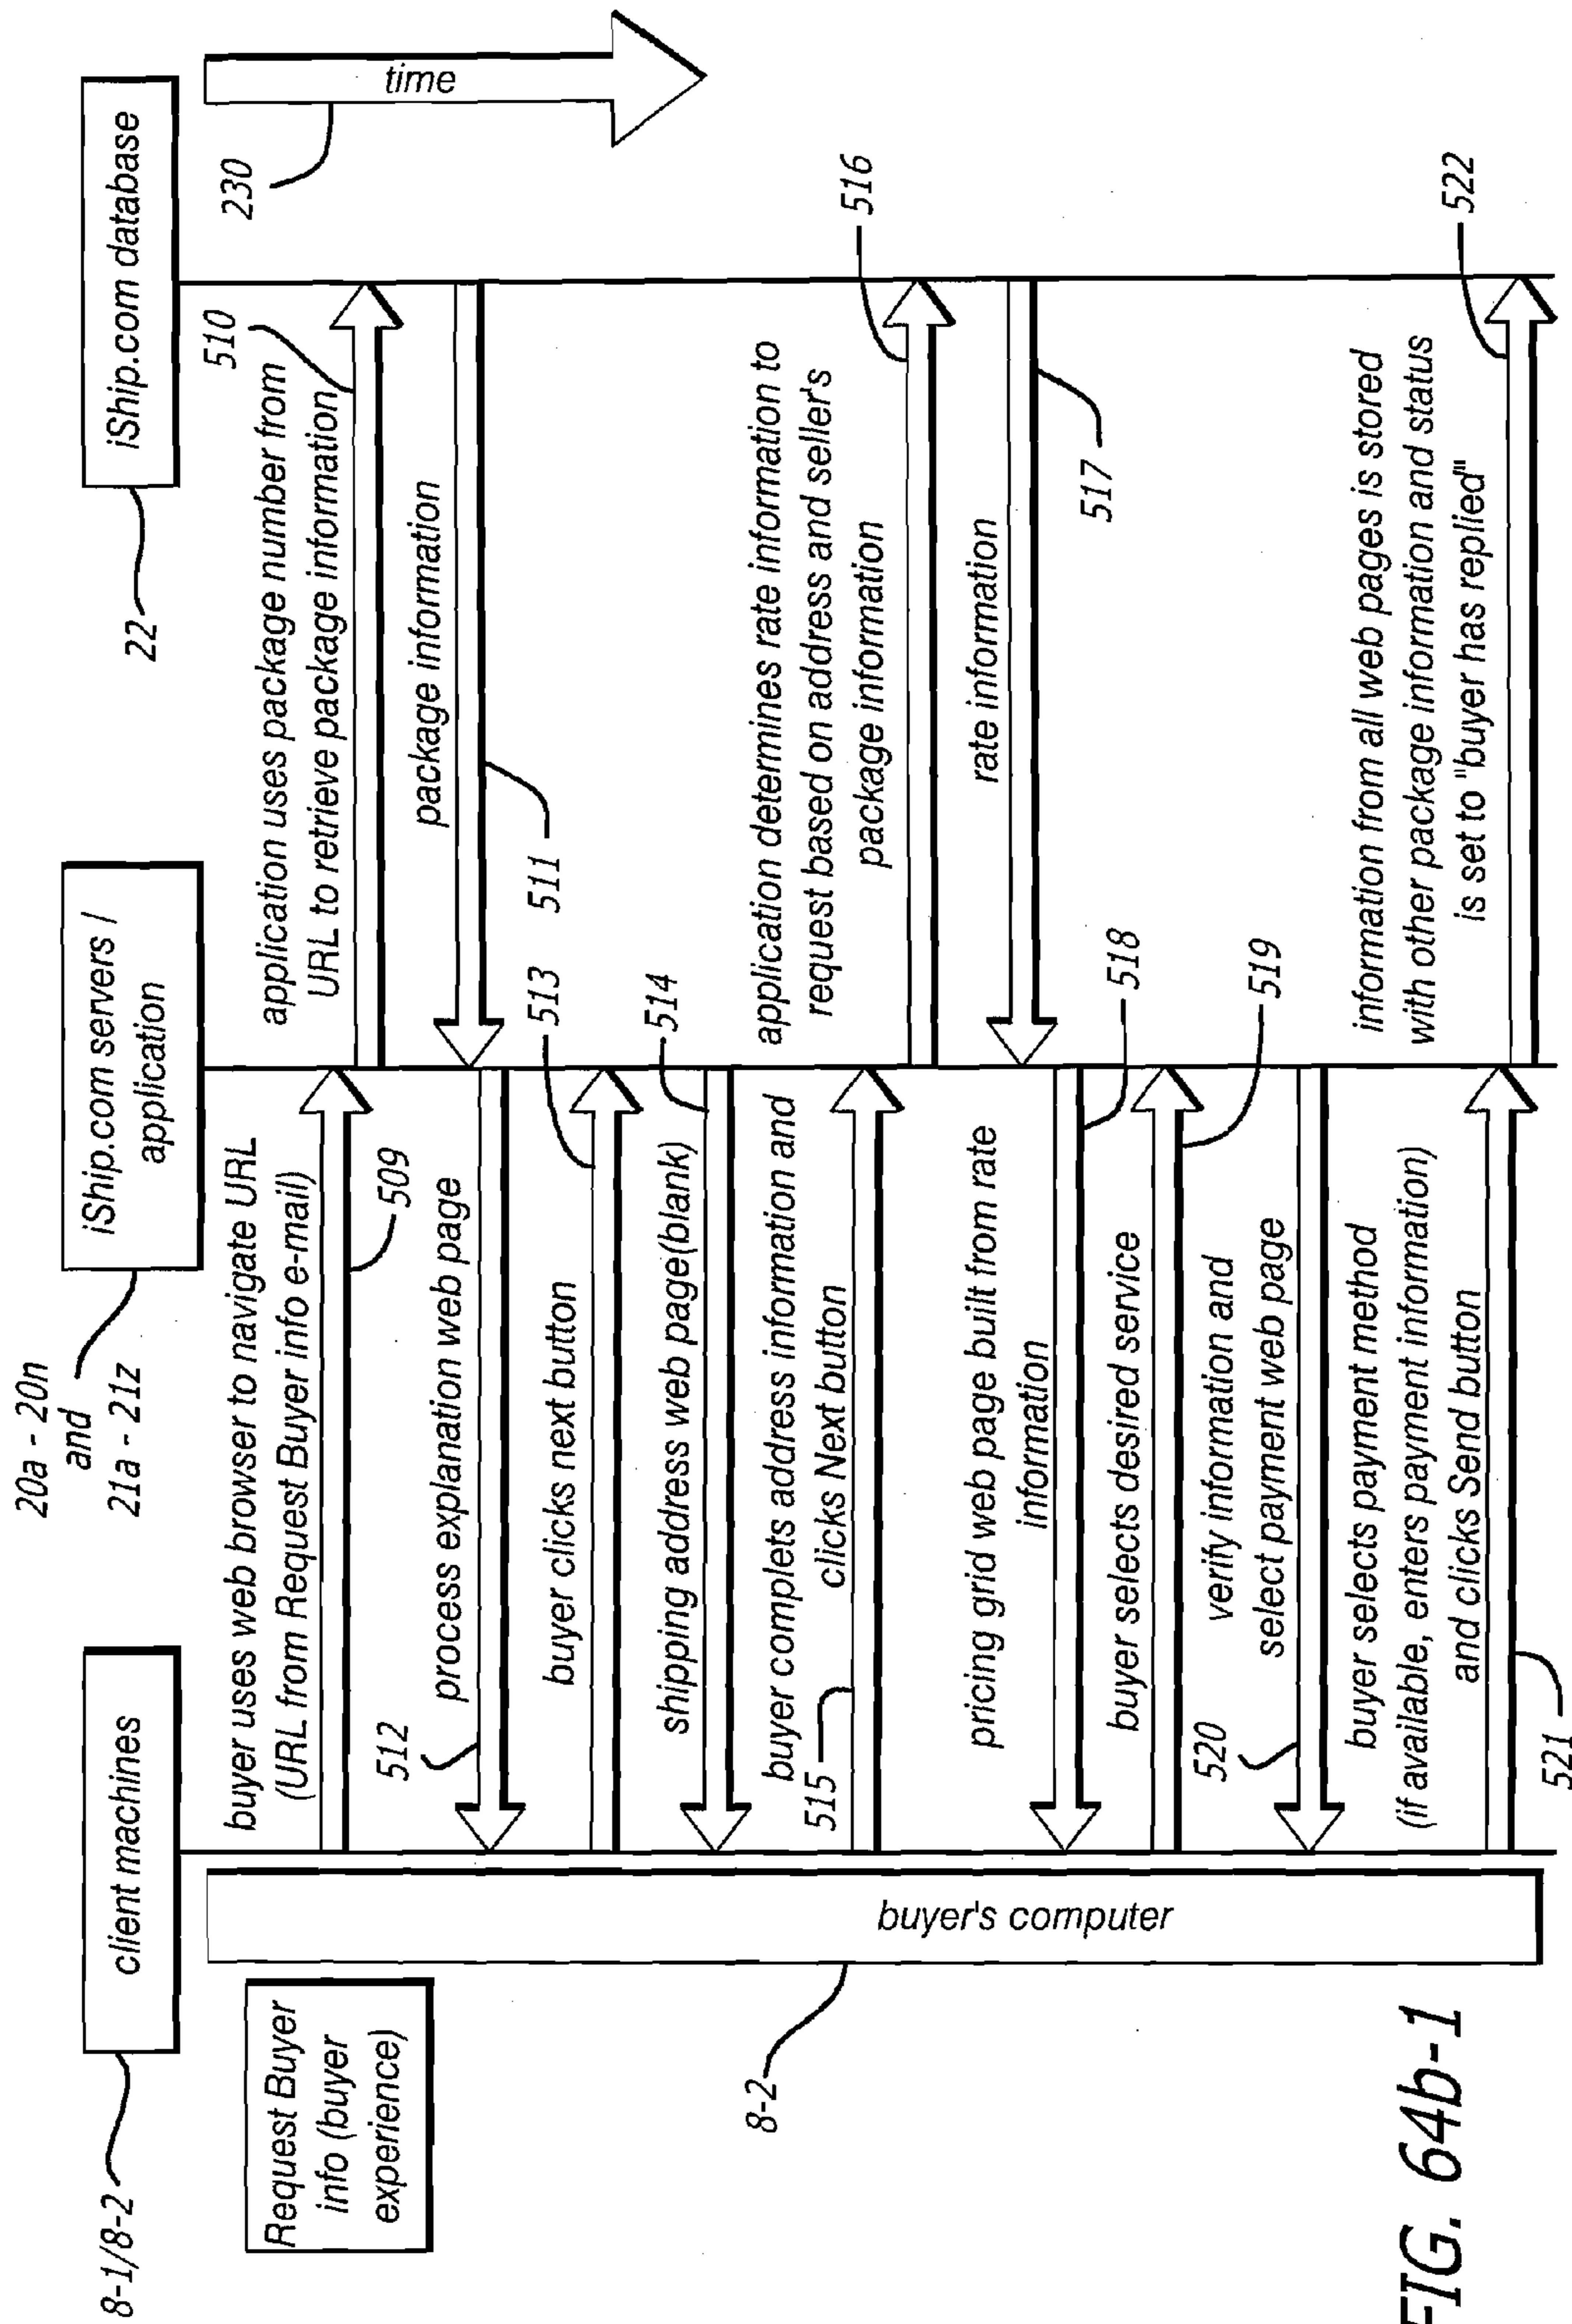 8-1/8-2
client machines
20a - 20n
and
21a - 21z
iShip.com servers /
application
22
iShip.com database
230
time
Request Buyer
info (buyer
experience)
8-2
buyer's computer
buyer uses web browser to navigate URL
(URL from Request Buyer info e-mail)
509
application uses package number from
URL to retrieve package information
510
package information
511
512
process explanation web page
buyer clicks next button
513
shipping address web page(blank)
514
buyer complets address information and
clicks Next button
515
application determines rate information to
request based on address and seller's
package information
516
rate information
517
pricing grid web page built from rate
information
518
buyer selects desired service
519
520
verify information and
select payment web page
buyer selects payment method
(if available, enters payment information)
and clicks Send button
521
information from all web pages is stored
with other package information and status
is set to "buyer has replied"
522
FIG. 64b-1